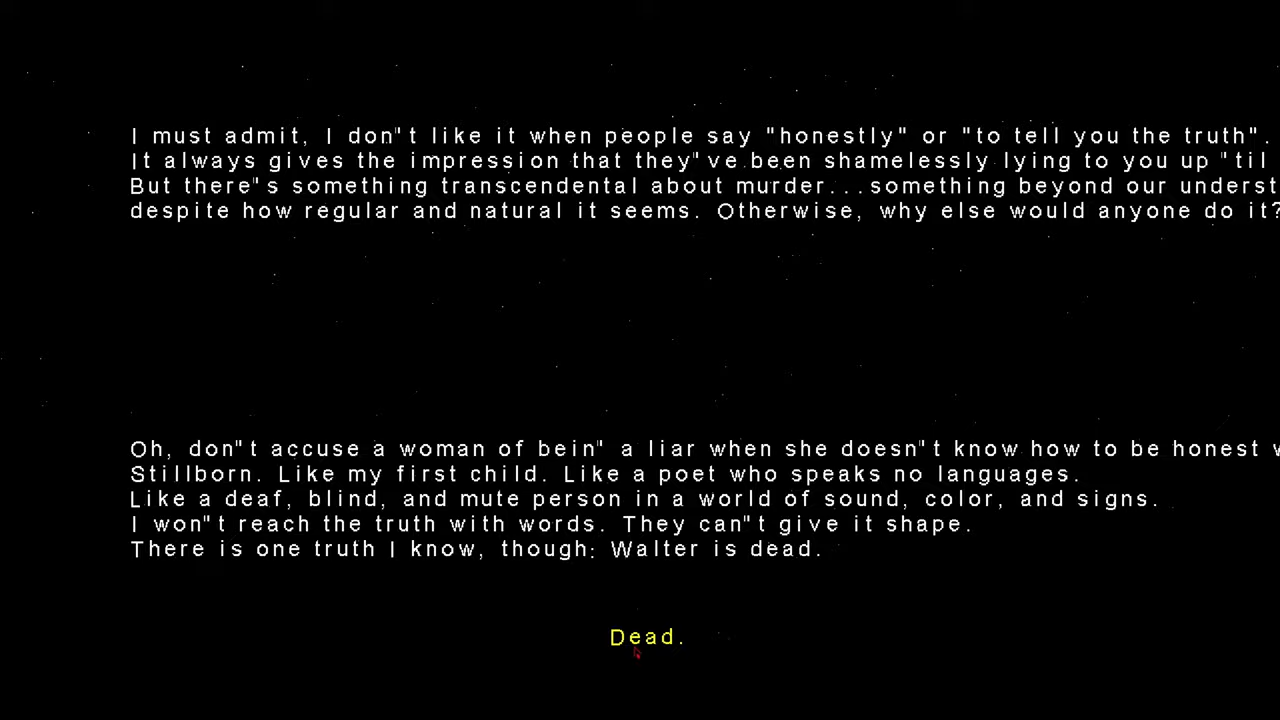 I must admit, I don"t like it when people say "honestly" or "to tell you the truth".
It always gives the impression that they"ve been shamelessly lying to you up "til
But there"s something transcendental about murder...something beyond our underst
despite how regular and natural it seems. Otherwise, why else would anyone do it?
Oh, don"t accuse a woman of bein" a liar when she doesn"t know how to be honest w
Stillborn. Like my first child. Like a poet who speaks no languages.
Like a deaf, blind, and mute person in a world of sound, color, and signs.
I won"t reach the truth with words. They can"t give it shape.
There is one truth I know, though: Walter is dead.
Dead.